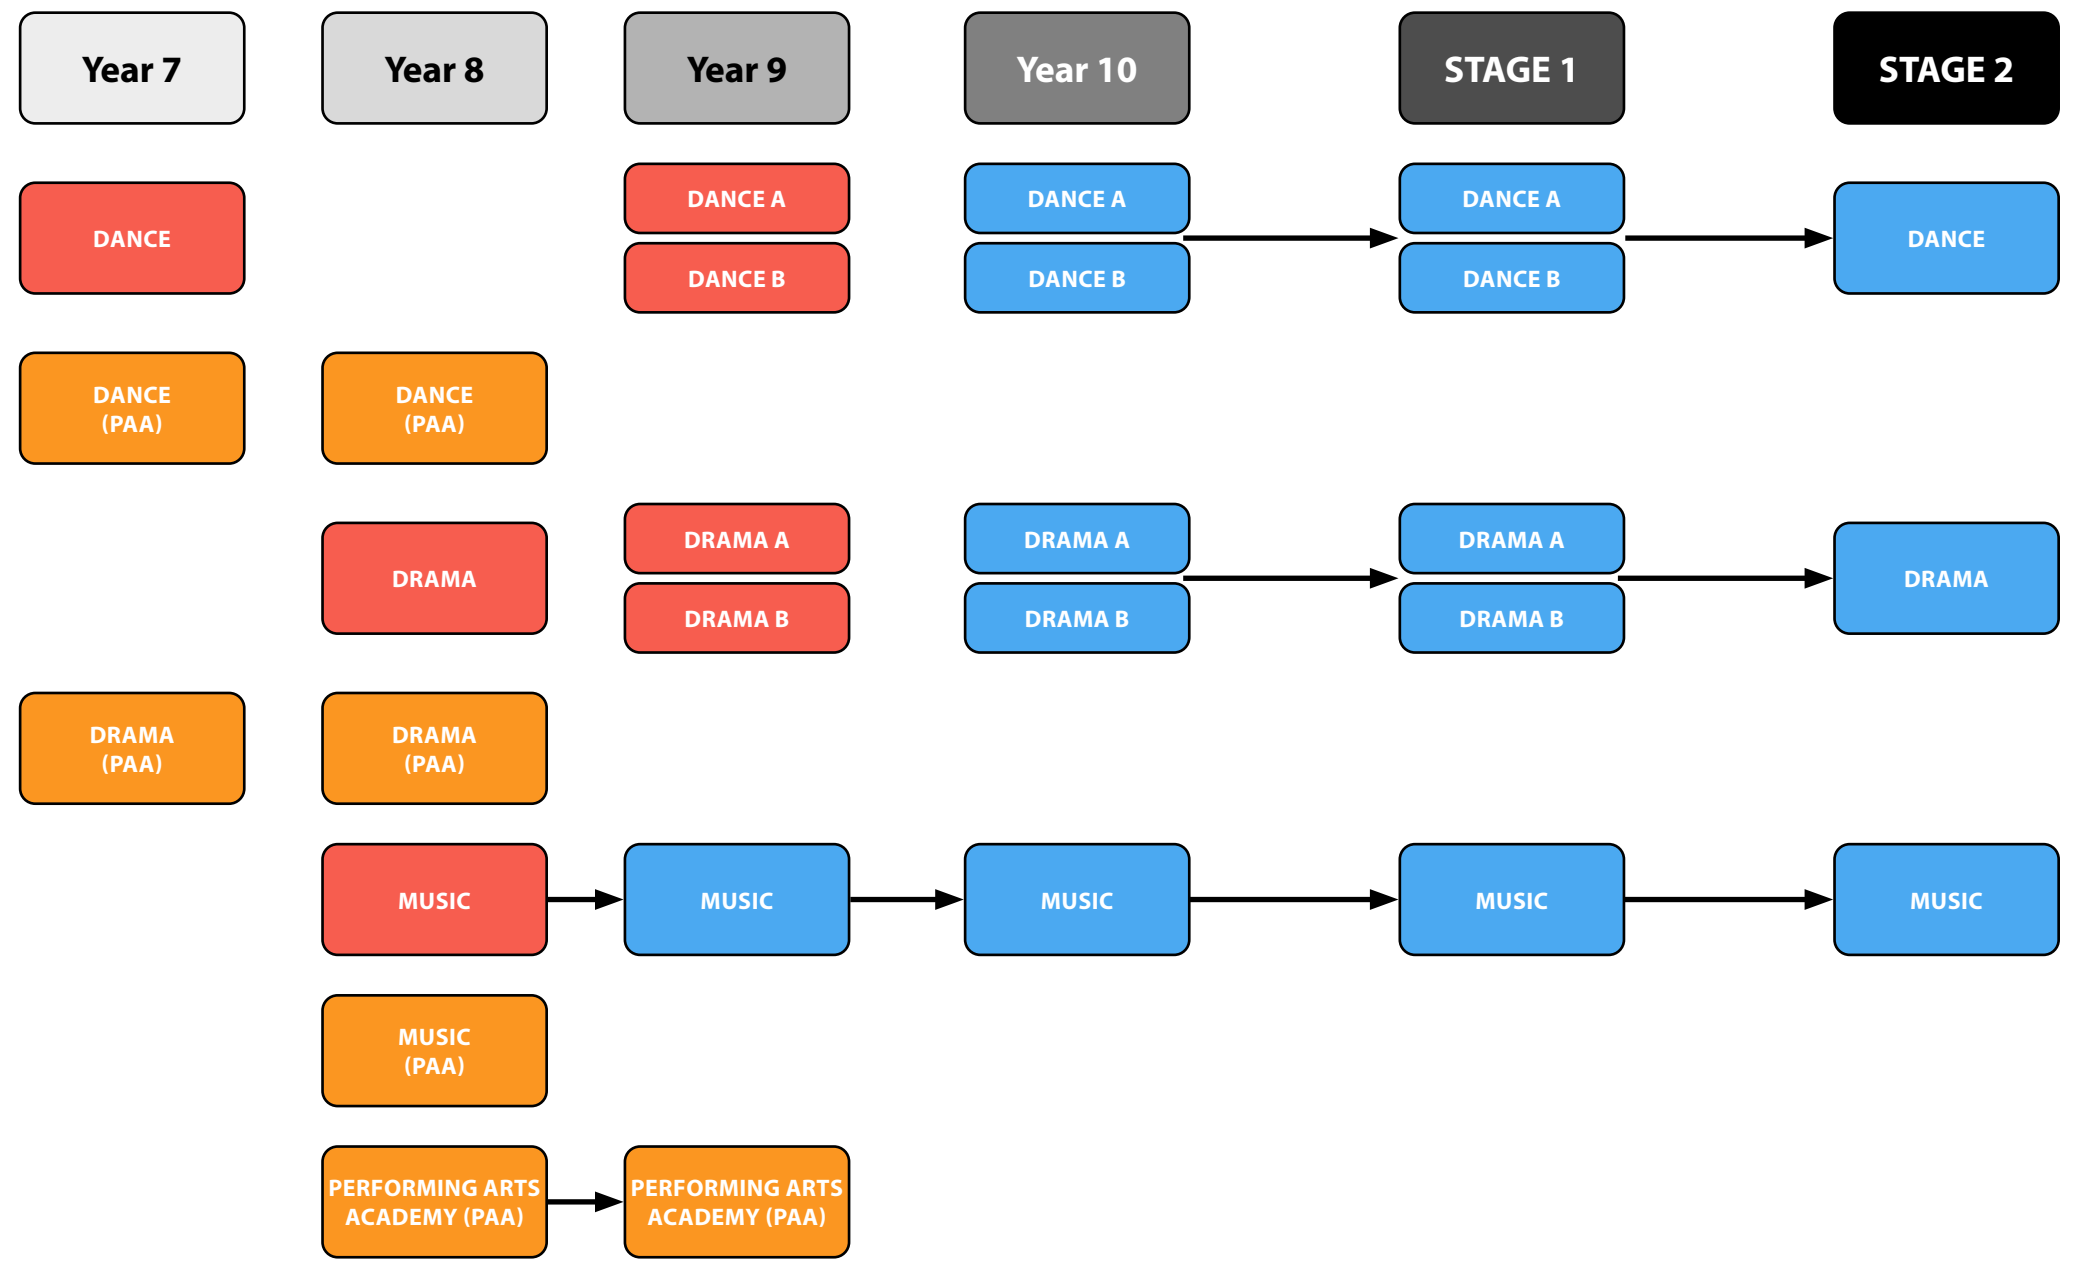 Year 7
Year 8
Year 9
Year 10
STAGE 1
STAGE 2
DANCE
DANCE A
DANCE B
DANCE A
DANCE B
DANCE A
DANCE B
DANCE
DANCE
(PAA)
DANCE
(PAA)
DRAMA
DRAMA A
DRAMA B
DRAMA A
DRAMA B
DRAMA A
DRAMA B
DRAMA
DRAMA
(PAA)
DRAMA
(PAA)
MUSIC
MUSIC
MUSIC
MUSIC
MUSIC
MUSIC
(PAA)
PERFORMING ARTS
ACADEMY (PAA)
PERFORMING ARTS
ACADEMY (PAA)